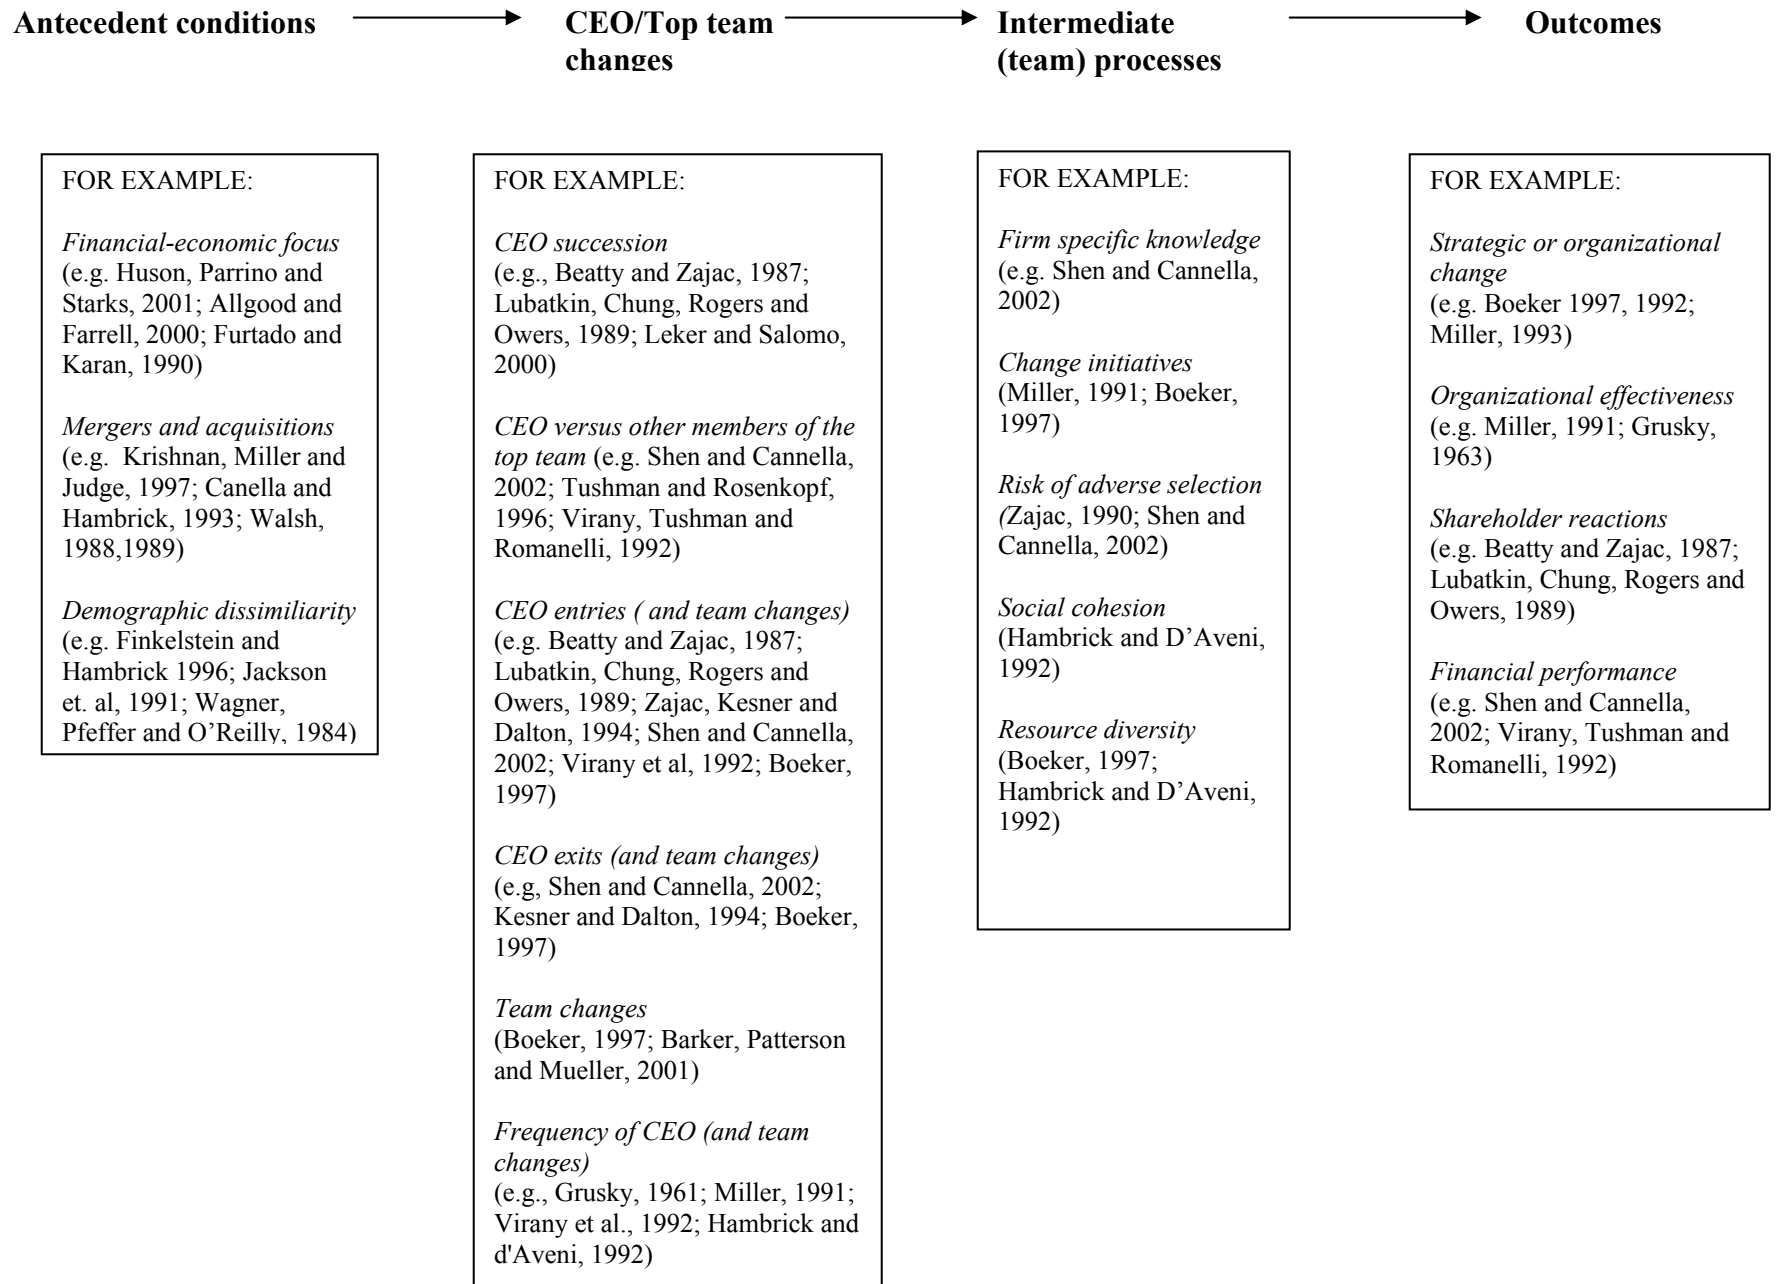 Antecedent conditions
CEO/Top team
changes
Intermediate
(team) processes
Outcomes
FOR EXAMPLE:
Financial-economic focus
(e.g. Huson, Parrino and
Starks, 2001; Allgood and
Farrell, 2000; Furtado and
Karan, 1990)
Mergers and acquisitions
(e.g. Krishnan, Miller and
Judge, 1997; Canella and
Hambrick, 1993; Walsh,
1988,1989)
Demographic dissimiliarity
(e.g. Finkelstein and
Hambrick 1996; Jackson
et. al, 1991; Wagner,
Pfeffer and O'Reilly, 1984)
FOR EXAMPLE:
CEO succession
(e.g., Beatty and Zajac, 1987;
Lubatkin, Chung, Rogers and
Owers, 1989; Leker and Salomo,
2000)
CEO versus other members of the
top team (e.g. Shen and Cannella,
2002; Tushman and Rosenkopf,
1996; Virany, Tushman and
Romanelli, 1992)
CEO entries ( and team changes)
(e.g. Beatty and Zajac, 1987;
Lubatkin, Chung, Rogers and
Owers, 1989; Zajac, Kesner and
Dalton, 1994; Shen and Cannella,
2002; Virany et al, 1992; Boeker,
1997)
CEO exits (and team changes)
(e.g, Shen and Cannella, 2002;
Kesner and Dalton, 1994; Boeker,
1997)
Team changes
(Boeker, 1997; Barker, Patterson
and Mueller, 2001)
Frequency of CEO (and team
changes)
(e.g., Grusky, 1961; Miller, 1991;
Virany et al., 1992; Hambrick and
d'Aveni, 1992)
FOR EXAMPLE:
Firm specific knowledge
(e.g. Shen and Cannella,
2002)
Change initiatives
(Miller, 1991; Boeker,
1997)
Risk of adverse selection
(Zajac, 1990; Shen and
Cannella, 2002)
Social cohesion
(Hambrick and D'Aveni,
1992)
Resource diversity
(Boeker, 1997;
Hambrick and D'Aveni,
1992)
FOR EXAMPLE:
Strategic or organizational
change
(e.g. Boeker 1997, 1992;
Miller, 1993)
Organizational effectiveness
(e.g. Miller, 1991; Grusky,
1963)
Shareholder reactions
(e.g. Beatty and Zajac, 1987;
Lubatkin, Chung, Rogers and
Owers, 1989)
Financial performance
(e.g. Shen and Cannella,
2002; Virany, Tushman and
Romanelli, 1992)